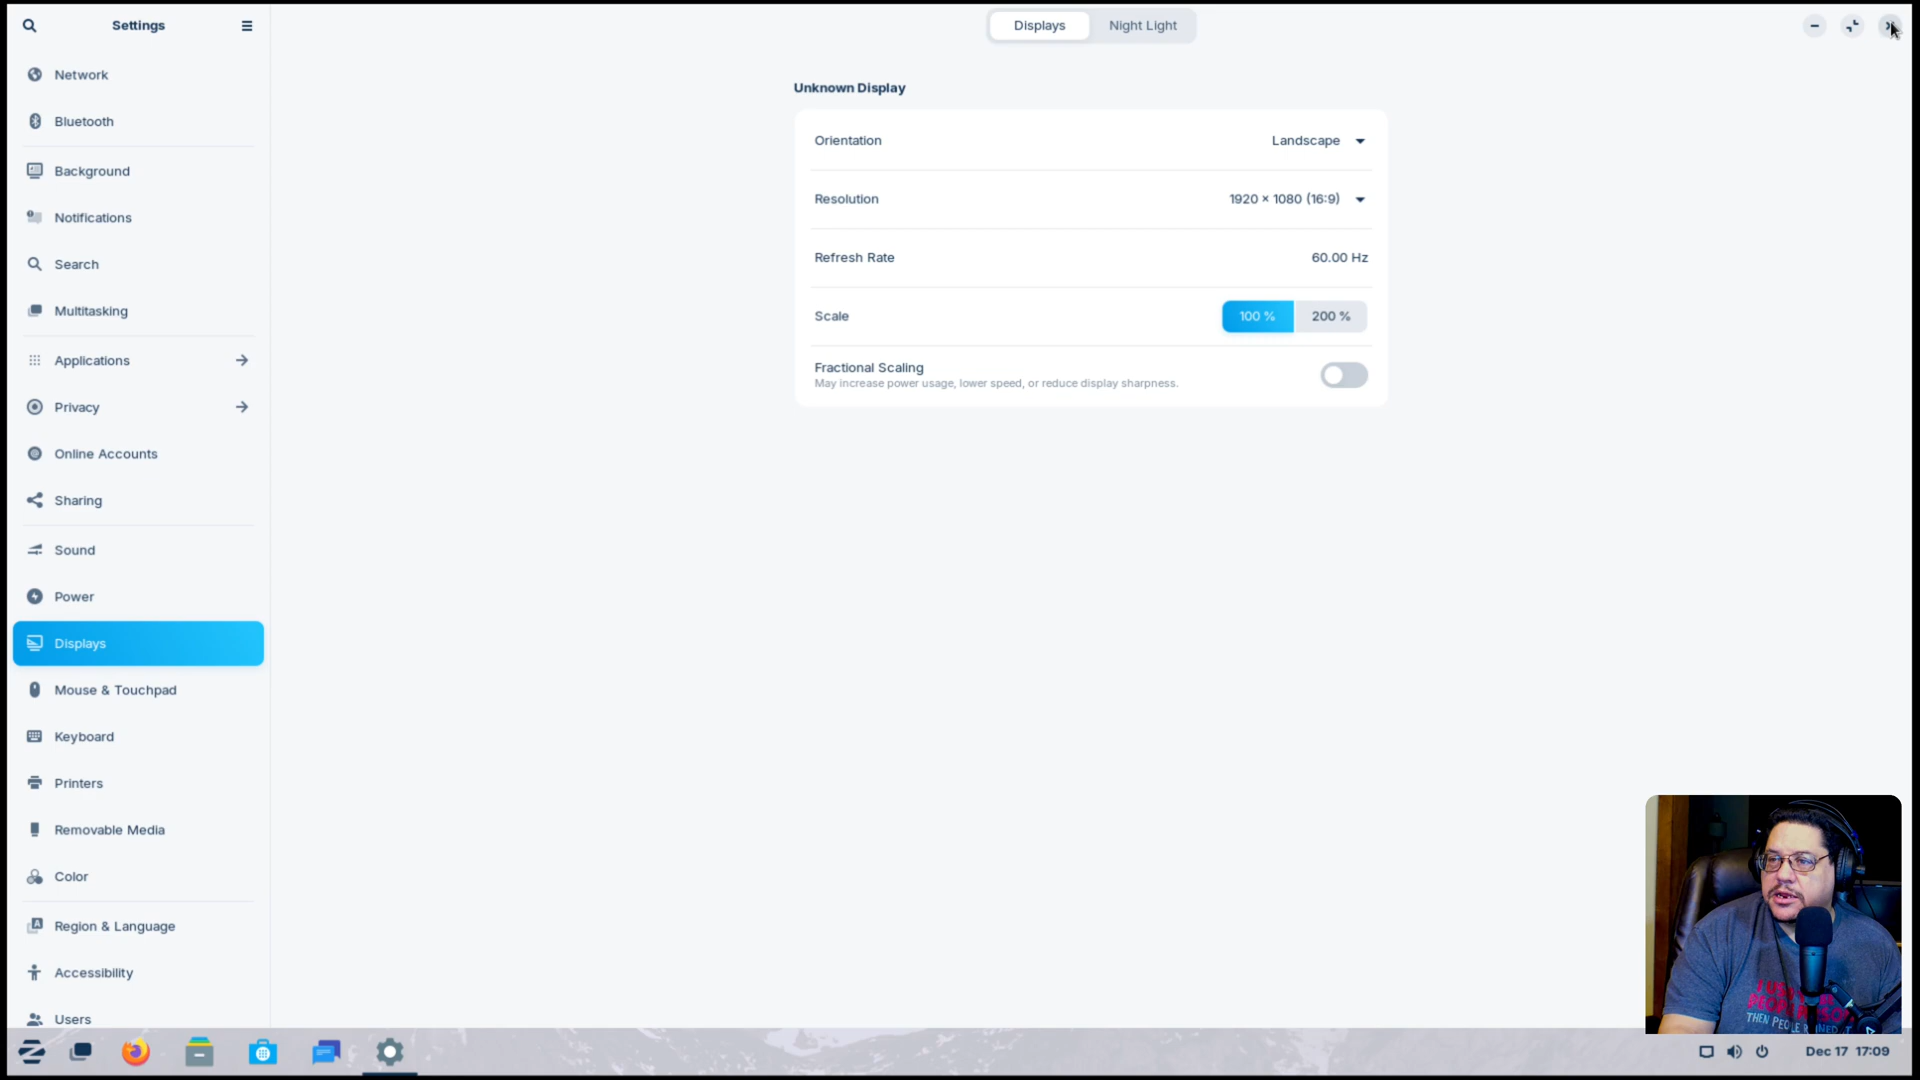 Settings
Displays
Night Light
Network
Bluetooth
Background
Notifications
Search
Multitasking
Applications
Privacy
Online Accounts
Sharing
Sound
Power
Displays
Mouse & Touchpad
Keyboard
Printers
Removable Media
Color
Region & Language
Accessibility
Users
Unknown Display
Orientation
Landscape
Resolution
1920 × 1080 (16:9)
Refresh Rate
60.00 Hz
Scale
100 %
200 %
Fractional Scaling
May increase power usage, lower speed, or reduce display sharpness.
THEN
Dec 17 17:09